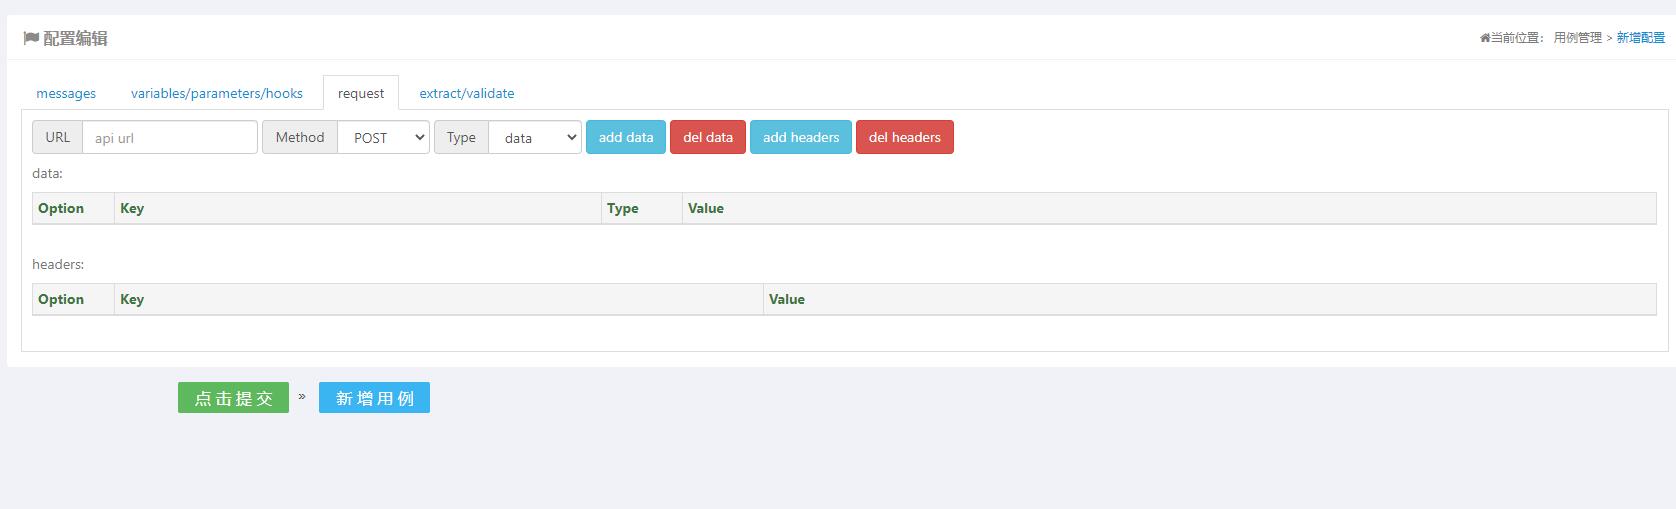 配置编辑
当前位置： 用例管理 > 新增配置
messages variables/parameters/hooks request extract/validate
URL api url Method POST Type data add data del data add headers del headers
data:
Option Key Type Value
headers:
Option Key Value
点击提交 » 新增用例